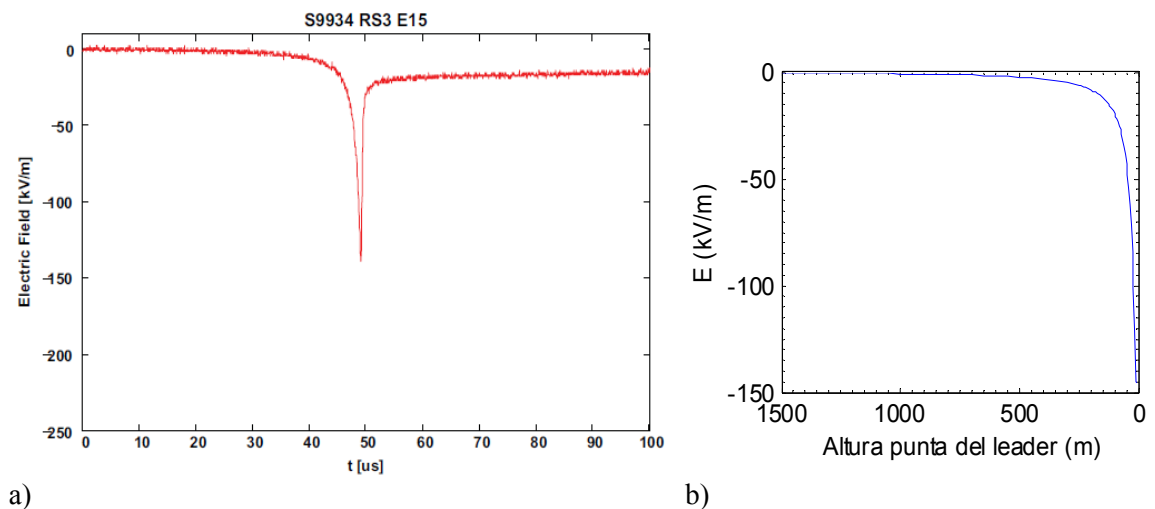 S9934 RS3 E15
0
−50
−100
−150
−200
−250
Electric Field [kV/m]
0 10 20 30 40 50 60 70 80 90 100
t [us]
a)
0
-50
-100
-150
E (kV/m)
1500 1000 500 0
Altura punta del leader (m)
b)